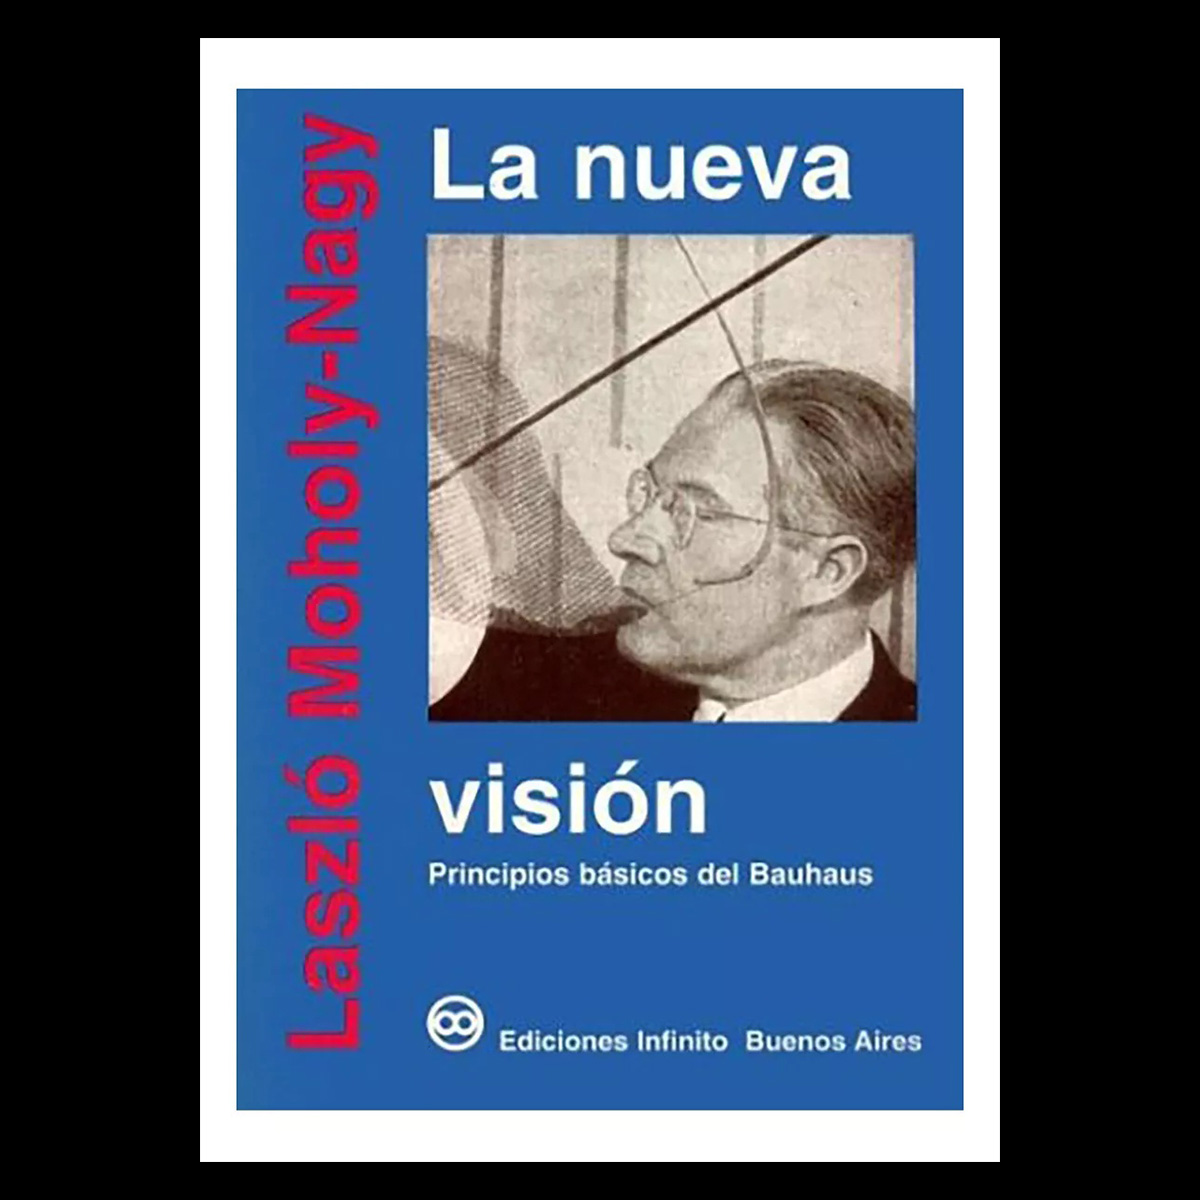 Laszló Moholy-Nagy
La nueva
visión
Principios básicos del Bauhaus
Ediciones Infinito Buenos Aires